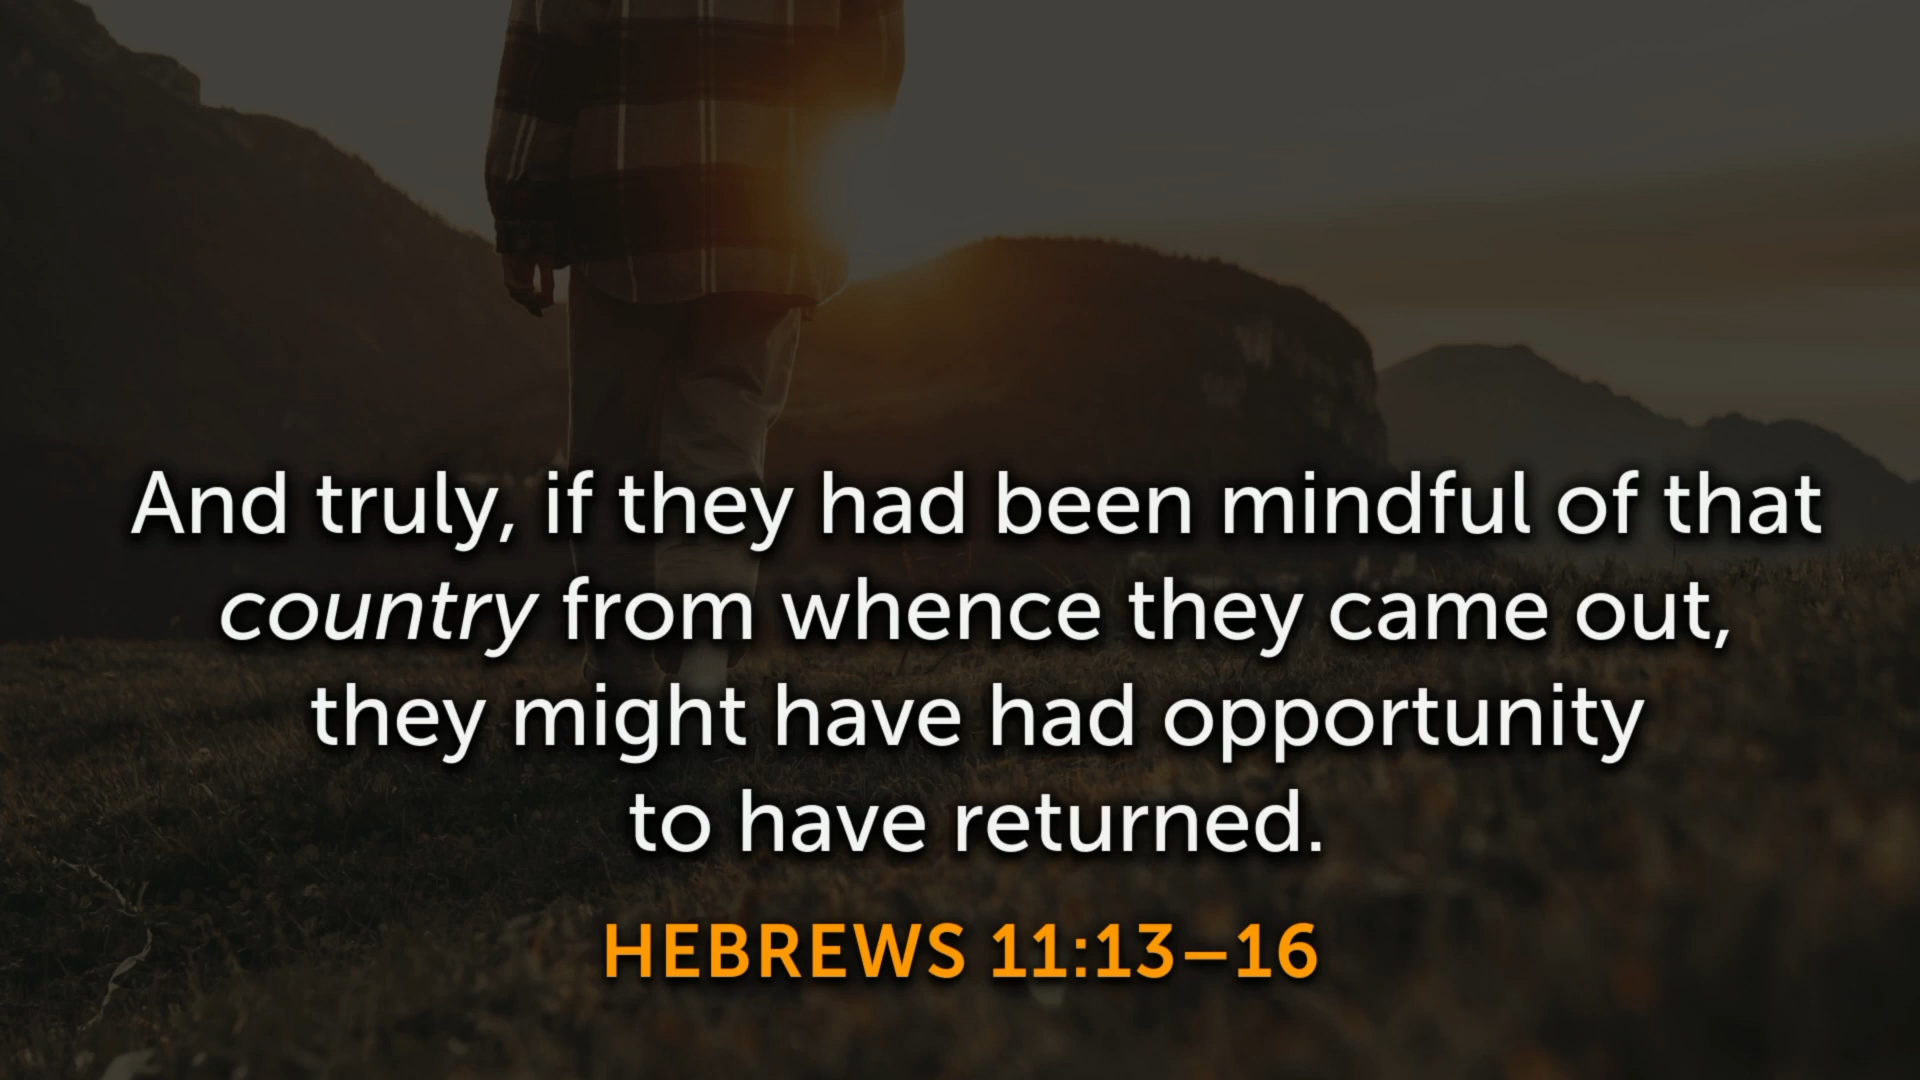 And truly, if they had been mindful of that
country from whence they came out,
they might have had opportunity
to have returned.
HEBREWS 11:13–16